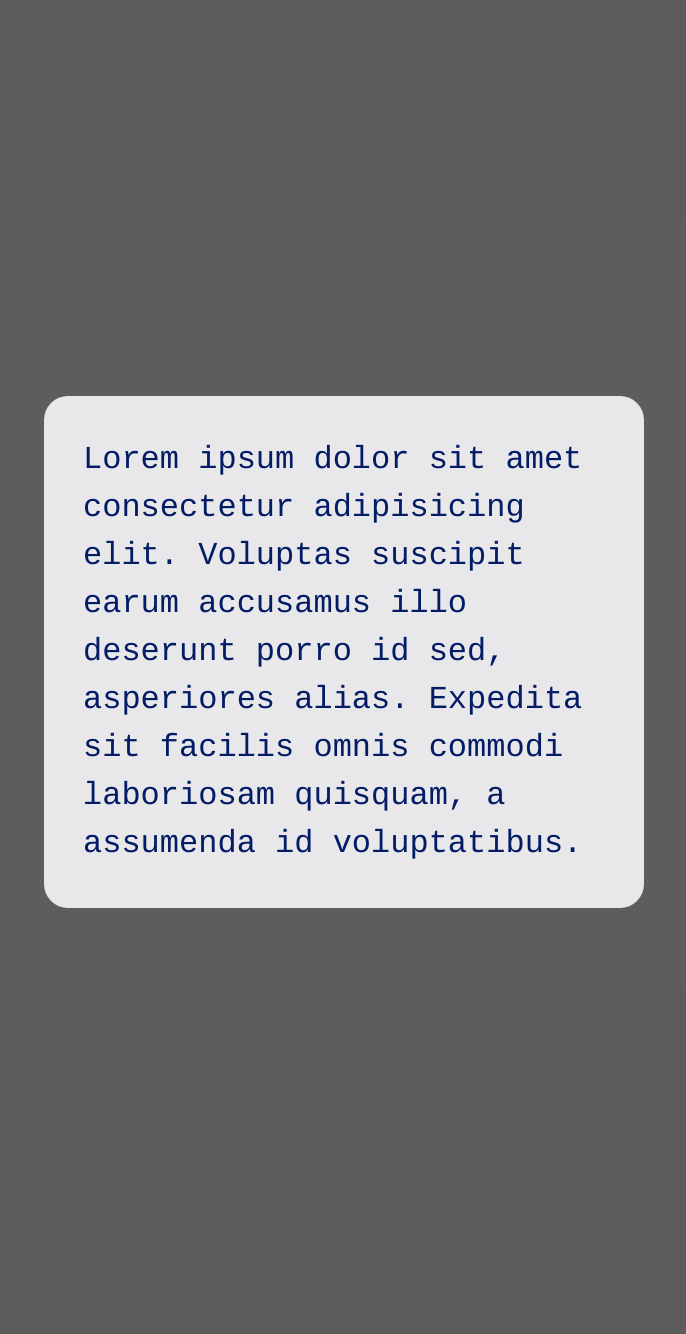 Lorem ipsum dolor sit amet
consectetur adipisicing
elit. Voluptas suscipit
earum accusamus illo
deserunt porro id sed,
asperiores alias. Expedita
sit facilis omnis commodi
laboriosam quisquam, a
assumenda id voluptatibus.